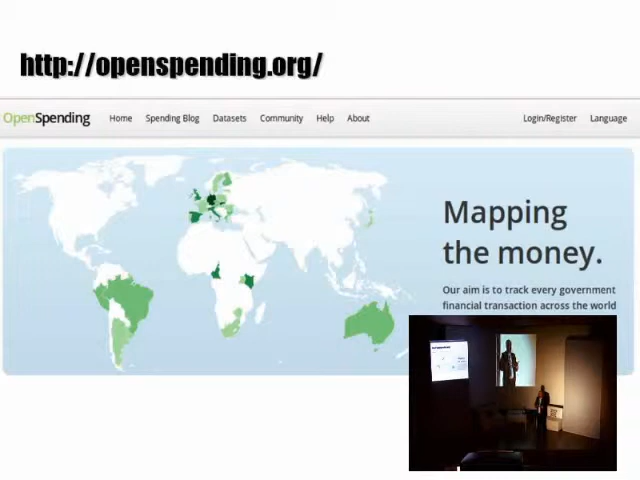 http://openspending.org/
OpenSpending Home Spending Blog Datasets Community Help About Login/Register Language
Mapping
the money.
Our aim is to track every government
financial transaction across the world